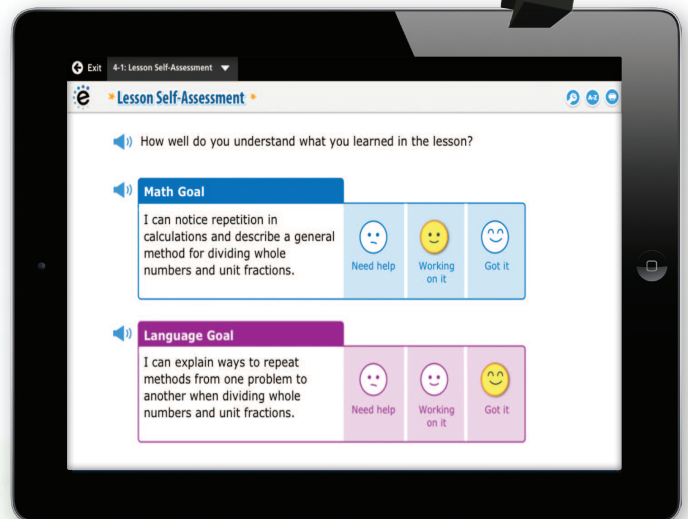 Exit 4-1: Lesson Self-Assessment
ë Lesson Self-Assessment A-Z
How well do you understand what you learned in the lesson?
Math Goal
I can notice repetition in
calculations and describe a general
method for dividing whole
numbers and unit fractions.
Need help Working Got it
on it
Language Goal
I can explain ways to repeat
methods from one problem to
another when dividing whole
numbers and unit fractions.
Need help Working Got it
on it